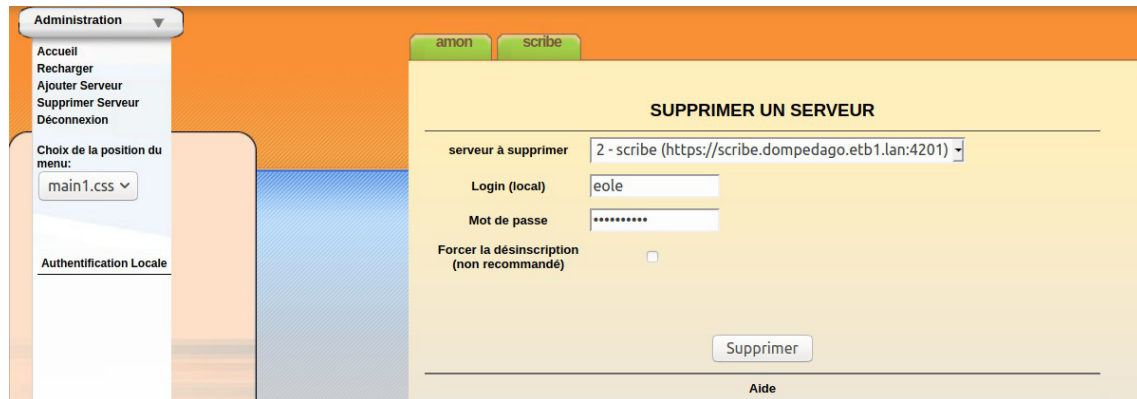 Administration
Accueil
Recharger
Ajouter Serveur
Supprimer Serveur
Déconnexion
Choix de la position du
menu:
main1.css
Authentification Locale
amon
scribe
SUPPRIMER UN SERVEUR
serveur à supprimer
2 - scribe (https://scribe.dompedago.etb1.lan:4201)
Login (local)
eole
Mot de passe
••••••••••
Forcer la désinscription
(non recommandé)
Supprimer
Aide